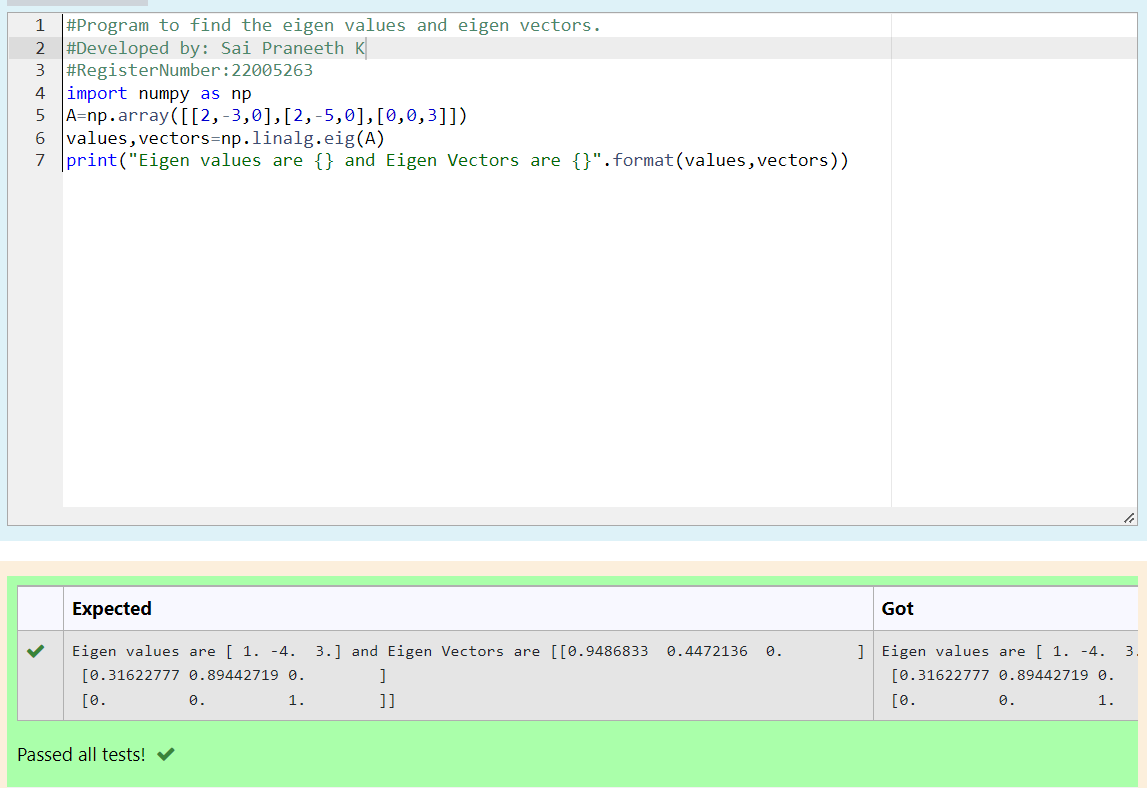 1 #Program to find the eigen values and eigen vectors.
2 #Developed by: Sai Praneeth K
3 #RegisterNumber:22005263
4 import numpy as np
5 A=np.array([[2,-3,0],[2,-5,0],[0,0,3]])
6 values,vectors=np.linalg.eig(A)
7 print("Eigen values are {} and Eigen Vectors are {}".format(values,vectors))
Expected Got
Eigen values are [ 1. -4.  3.] and Eigen Vectors are [[0.9486833  0.4472136  0.        ] Eigen values are [ 1. -4.  3.
 [0.31622777 0.89442719 0.        ]  [0.31622777 0.89442719 0.
 [0.         0.         1.        ]]  [0.         0.         1.
Passed all tests!